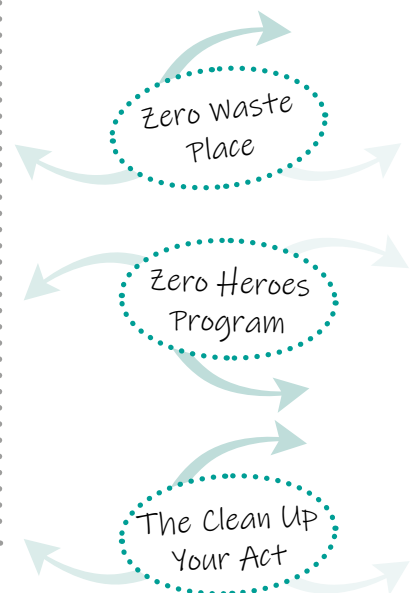 Zero Waste
Place
Zero Heroes
Program
The Clean Up
Your Act